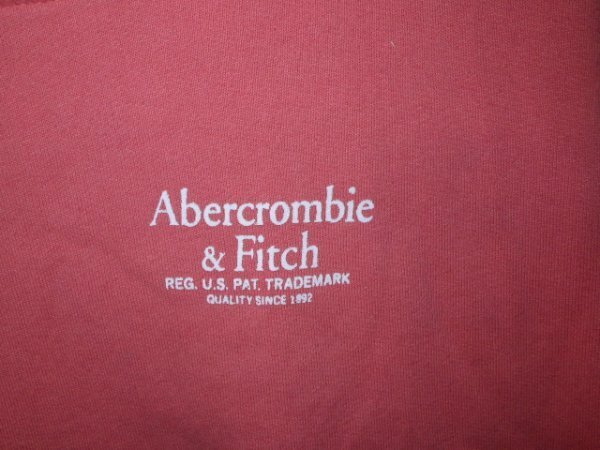 Abercrombie
& Fitch
REG. U.S. PAT. TRADEMARK
QUALITY SINCE 1892